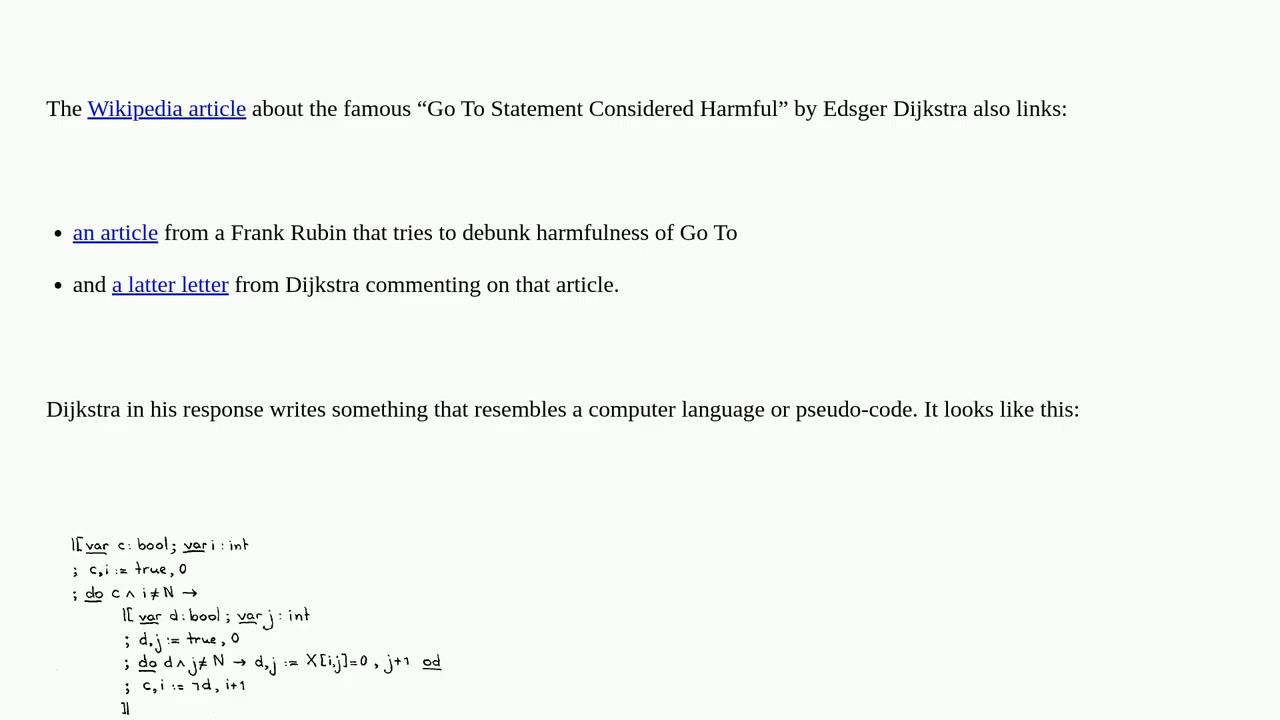 The Wikipedia article about the famous “Go To Statement Considered Harmful” by Edsger Dijkstra also links:
• an article from a Frank Rubin that tries to debunk harmfulness of Go To
• and a latter letter from Dijkstra commenting on that article.
Dijkstra in his response writes something that resembles a computer language or pseudo-code. It looks like this:
|[ var c: bool; var i: int
; c,i := true, 0
; do c ∧ i≠N →
|[ var d: bool; var j: int
; d,j := true, 0
; do d ∧ j≠N → d,j := X[i,j]=0, j+1 od
; c,i := ¬d, i+1
]|